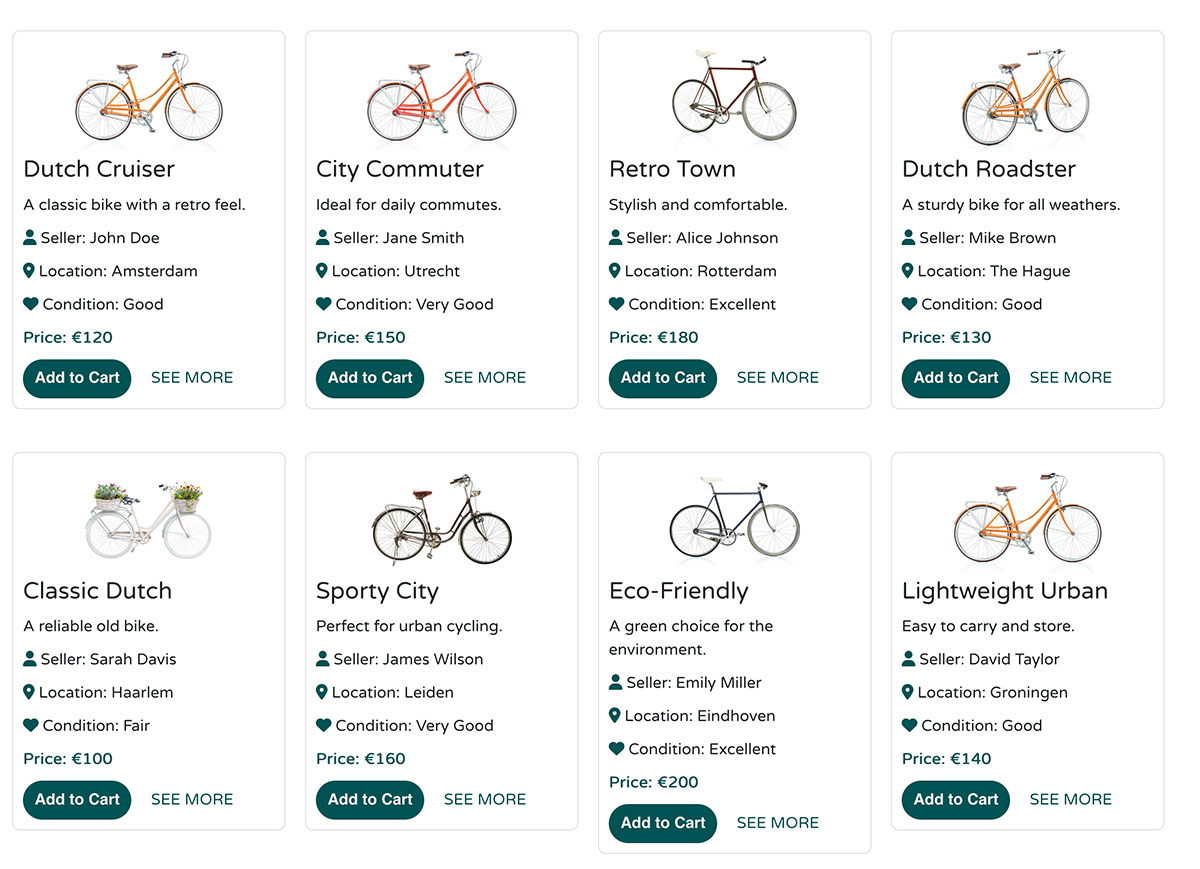 Dutch Cruiser
A classic bike with a retro feel.
Seller: John Doe
Location: Amsterdam
Condition: Good
Price: €120
Add to Cart SEE MORE
City Commuter
Ideal for daily commutes.
Seller: Jane Smith
Location: Utrecht
Condition: Very Good
Price: €150
Add to Cart SEE MORE
Retro Town
Stylish and comfortable.
Seller: Alice Johnson
Location: Rotterdam
Condition: Excellent
Price: €180
Add to Cart SEE MORE
Dutch Roadster
A sturdy bike for all weathers.
Seller: Mike Brown
Location: The Hague
Condition: Good
Price: €130
Add to Cart SEE MORE
Classic Dutch
A reliable old bike.
Seller: Sarah Davis
Location: Haarlem
Condition: Fair
Price: €100
Add to Cart SEE MORE
Sporty City
Perfect for urban cycling.
Seller: James Wilson
Location: Leiden
Condition: Very Good
Price: €160
Add to Cart SEE MORE
Eco-Friendly
A green choice for the
environment.
Seller: Emily Miller
Location: Eindhoven
Condition: Excellent
Price: €200
Add to Cart SEE MORE
Lightweight Urban
Easy to carry and store.
Seller: David Taylor
Location: Groningen
Condition: Good
Price: €140
Add to Cart SEE MORE